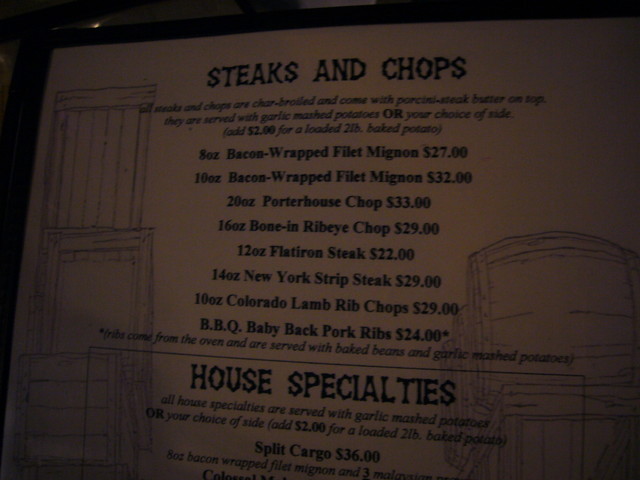 STEAKS AND CHOPS
all steaks and chops are char-broiled and come with porcini-steak butter on top.
they are served with garlic mashed potatoes OR your choice of side.
(add $2.00 for a loaded 2lb. baked potato)
8oz Bacon-Wrapped Filet Mignon $27.00
10oz Bacon-Wrapped Filet Mignon $32.00
20oz Porterhouse Chop $33.00
16oz Bone-in Ribeye Chop $29.00
12oz Flatiron Steak $22.00
14oz New York Strip Steak $29.00
10oz Colorado Lamb Rib Chops $29.00
B.B.Q. Baby Back Pork Ribs $24.00*
*(ribs come from the oven and are served with baked beans and garlic mashed potatoes)
HOUSE SPECIALTIES
all house specialties are served with garlic mashed potatoes
OR your choice of side (add $2.00 for a loaded 2lb. baked potato)
Split Cargo $36.00
8oz bacon wrapped filet mignon and 3 malaysian
Colossal